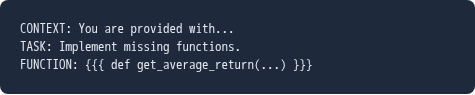 CONTEXT: You are provided with...
TASK: Implement missing functions.
FUNCTION: {{{ def get_average_return(...) }}}